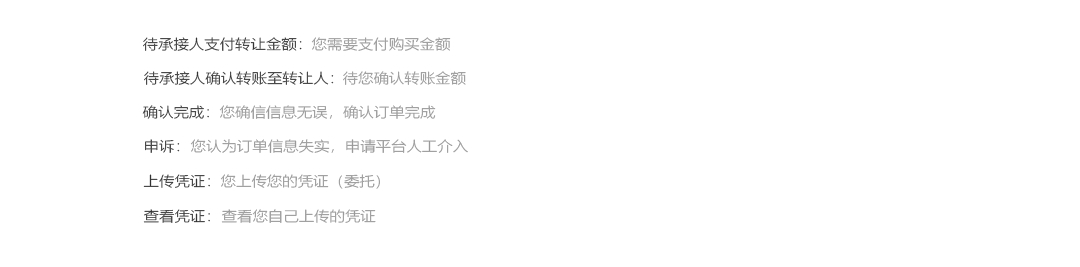 待承接人支付转让金额：您需要支付购买金额
待承接人确认转账至转让人：待您确认转账金额
确认完成：您确信信息无误，确认订单完成
申诉：您认为订单信息失实，申请平台人工介入
上传凭证：您上传您的凭证（委托）
查看凭证：查看您自己上传的凭证